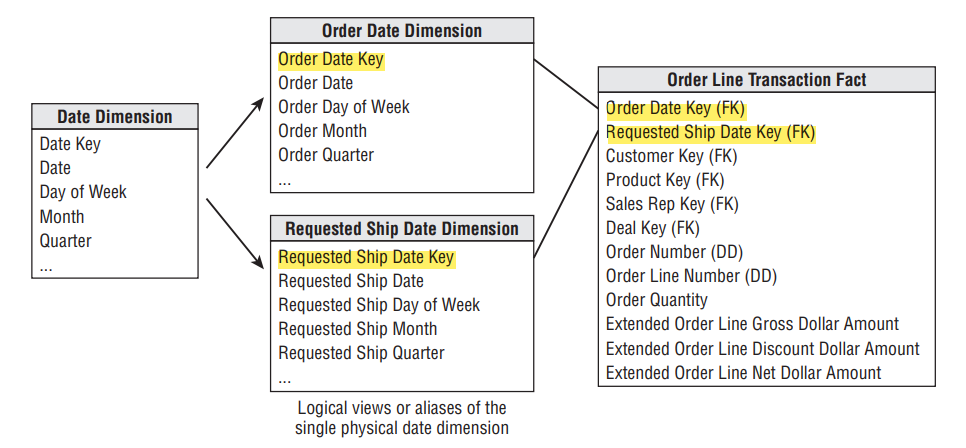 Date Dimension
Date Key
Date
Day of Week
Month
Quarter
...
Order Date Dimension
Order Date Key
Order Date
Order Day of Week
Order Month
Order Quarter
...
Requested Ship Date Dimension
Requested Ship Date Key
Requested Ship Date
Requested Ship Day of Week
Requested Ship Month
Requested Ship Quarter
...
Logical views or aliases of the
single physical date dimension
Order Line Transaction Fact
Order Date Key (FK)
Requested Ship Date Key (FK)
Customer Key (FK)
Product Key (FK)
Sales Rep Key (FK)
Deal Key (FK)
Order Number (DD)
Order Line Number (DD)
Order Quantity
Extended Order Line Gross Dollar Amount
Extended Order Line Discount Dollar Amount
Extended Order Line Net Dollar Amount